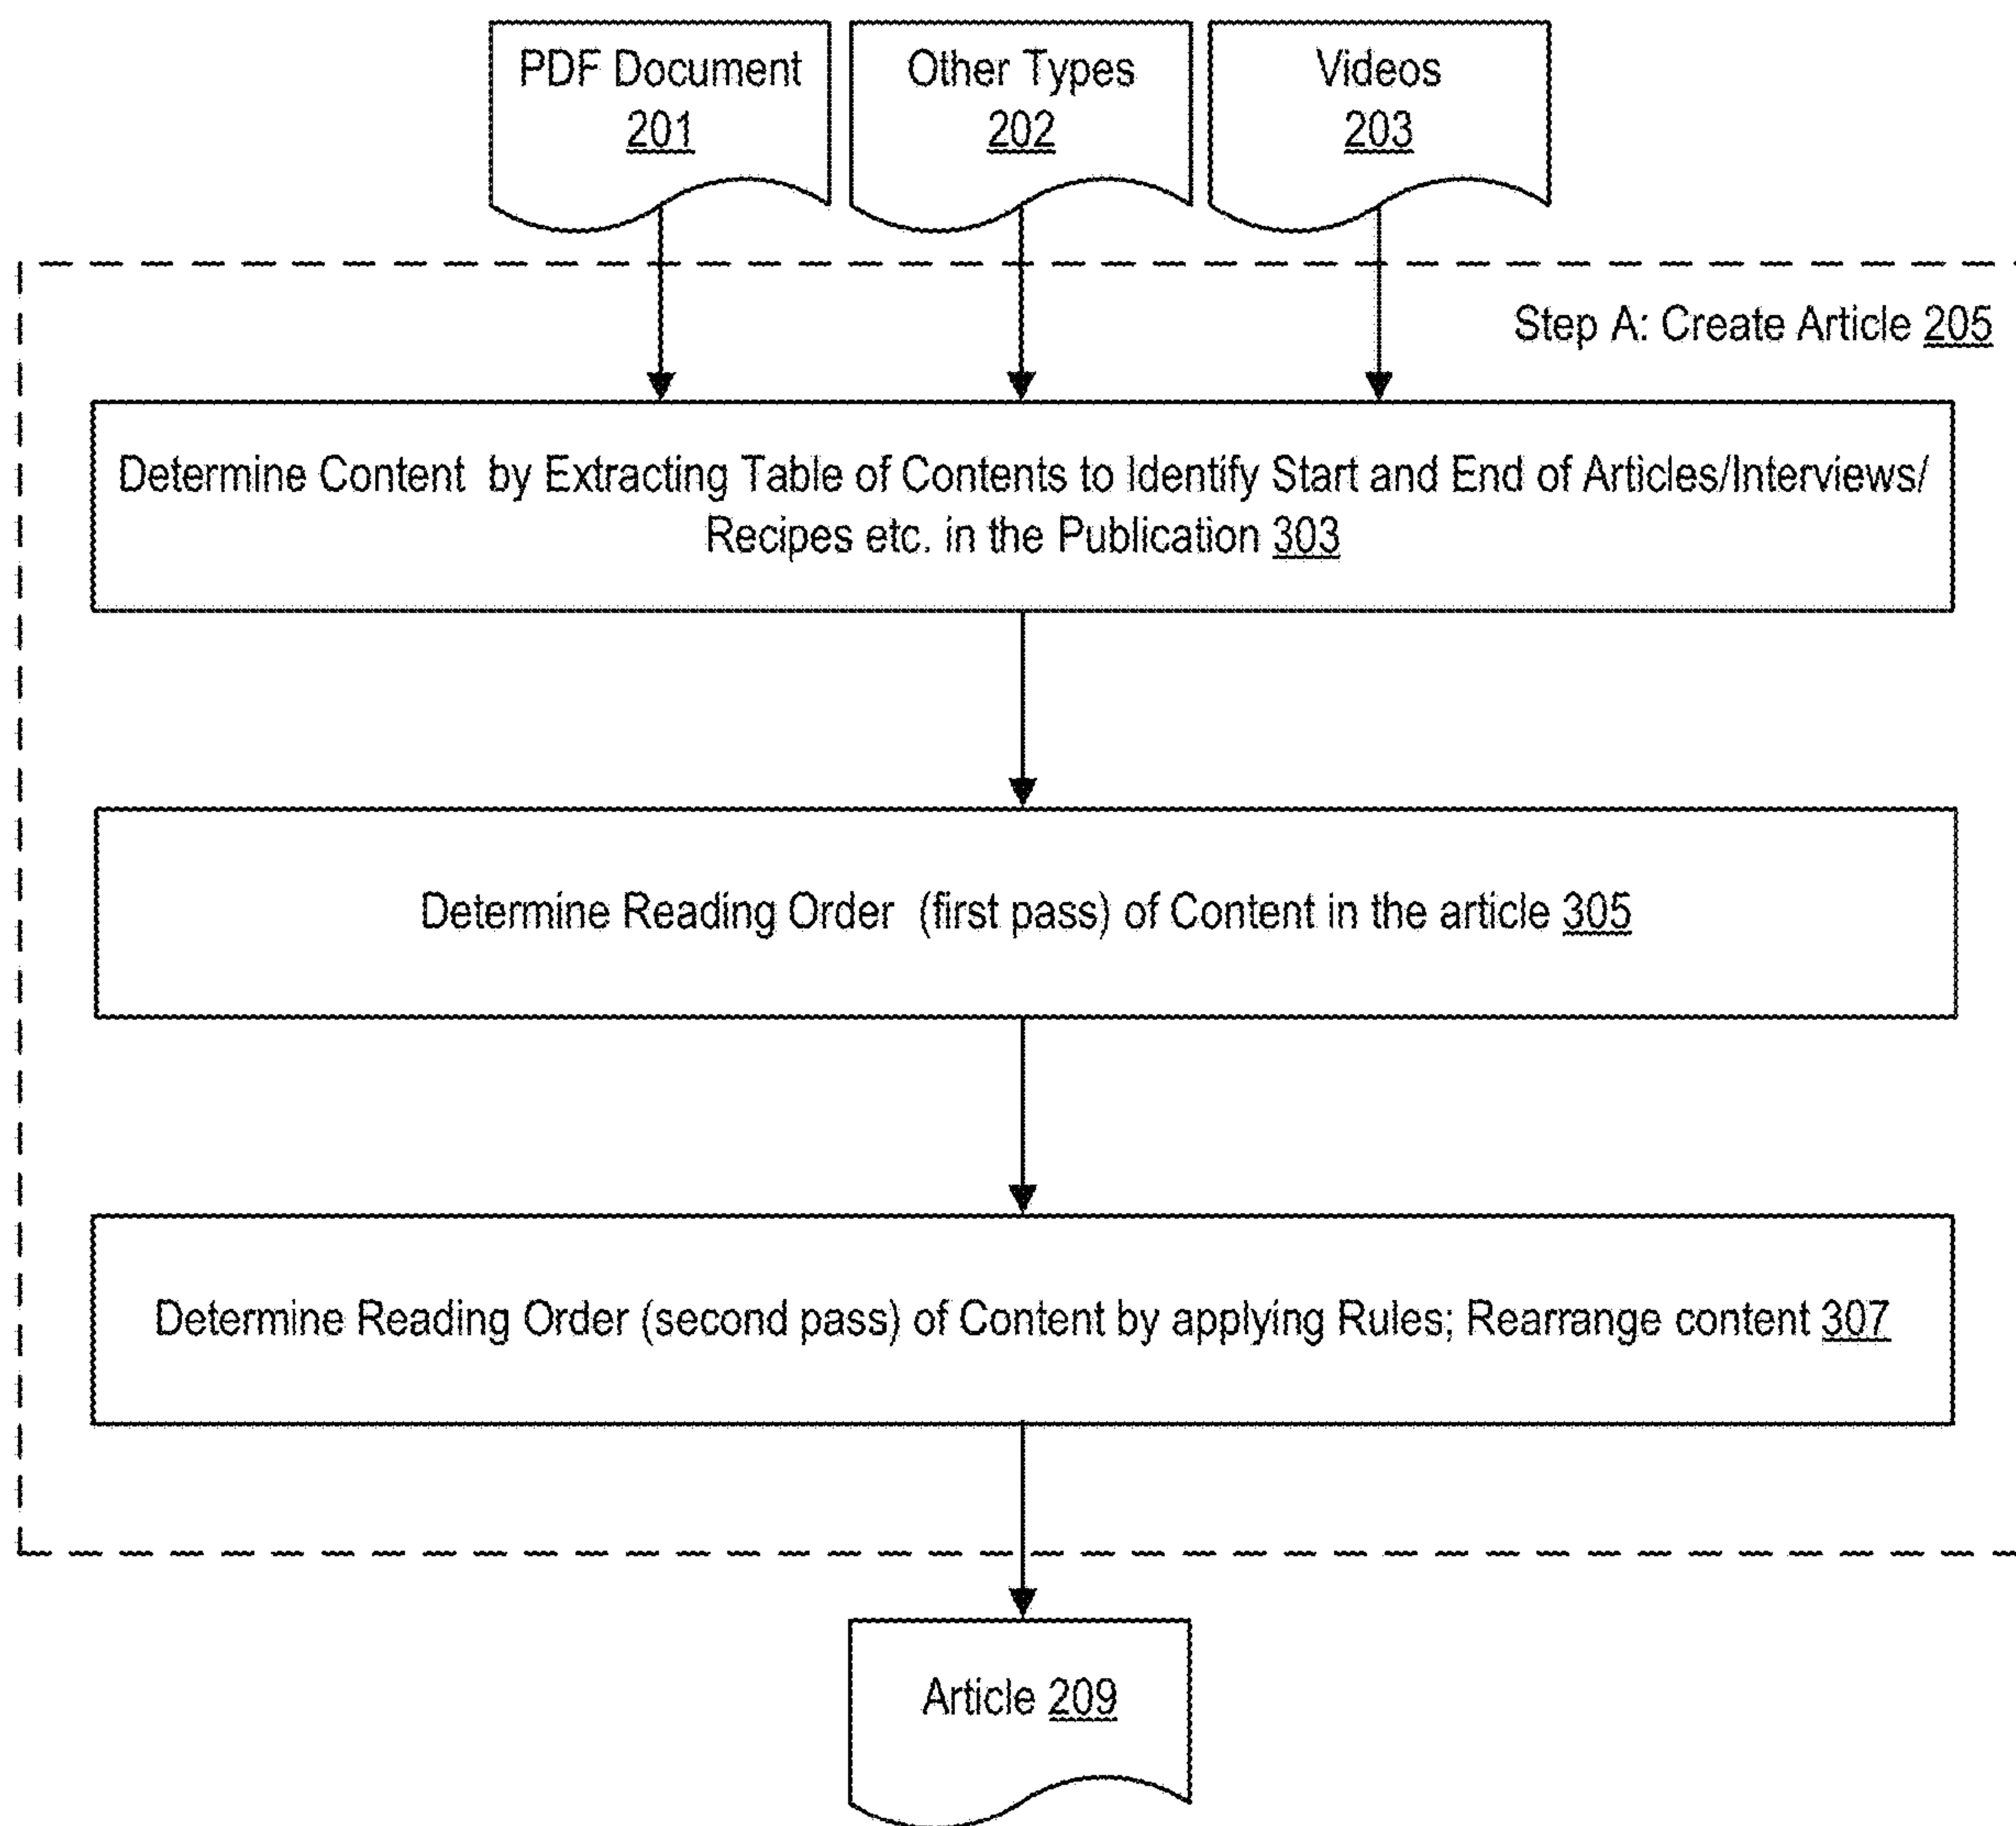 PDF Document
201
Other Types
202
Videos
203
Step A: Create Article 205
Determine Content by Extracting Table of Contents to Identify Start and End of Articles/Interviews/
Recipes etc. in the Publication 303
Determine Reading Order (first pass) of Content in the article 305
Determine Reading Order (second pass) of Content by applying Rules; Rearrange content 307
Article 209